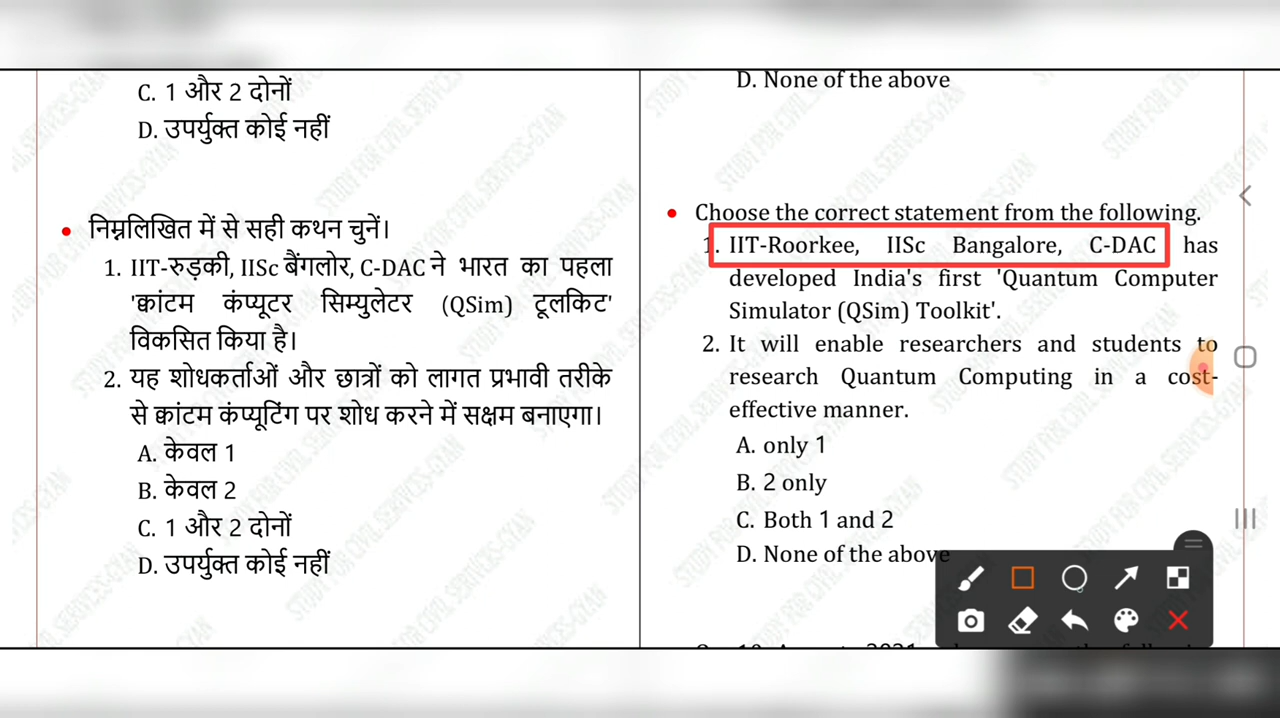 C. 1 और 2 दोनों
D. उपर्युक्त कोई नहीं
• निम्नलिखित में से सही कथन चुनें।
1. IIT-रुड़की, IISc बैंगलोर, C-DAC ने भारत का पहला
'क्वांटम कंप्यूटर सिम्युलेटर (QSim) टूलकिट'
विकसित किया है।
2. यह शोधकर्ताओं और छात्रों को लागत प्रभावी तरीके
से क्वांटम कंप्यूटिंग पर शोध करने में सक्षम बनाएगा।
A. केवल 1
B. केवल 2
C. 1 और 2 दोनों
D. उपर्युक्त कोई नहीं
D. None of the above
• Choose the correct statement from the following.
1. IIT-Roorkee, IISc Bangalore, C-DAC has
developed India's first 'Quantum Computer
Simulator (QSim) Toolkit'.
2. It will enable researchers and students to
research Quantum Computing in a cost-
effective manner.
A. only 1
B. 2 only
C. Both 1 and 2
D. None of the above
STUDY FOR CIVIL SERVICES-GYAN